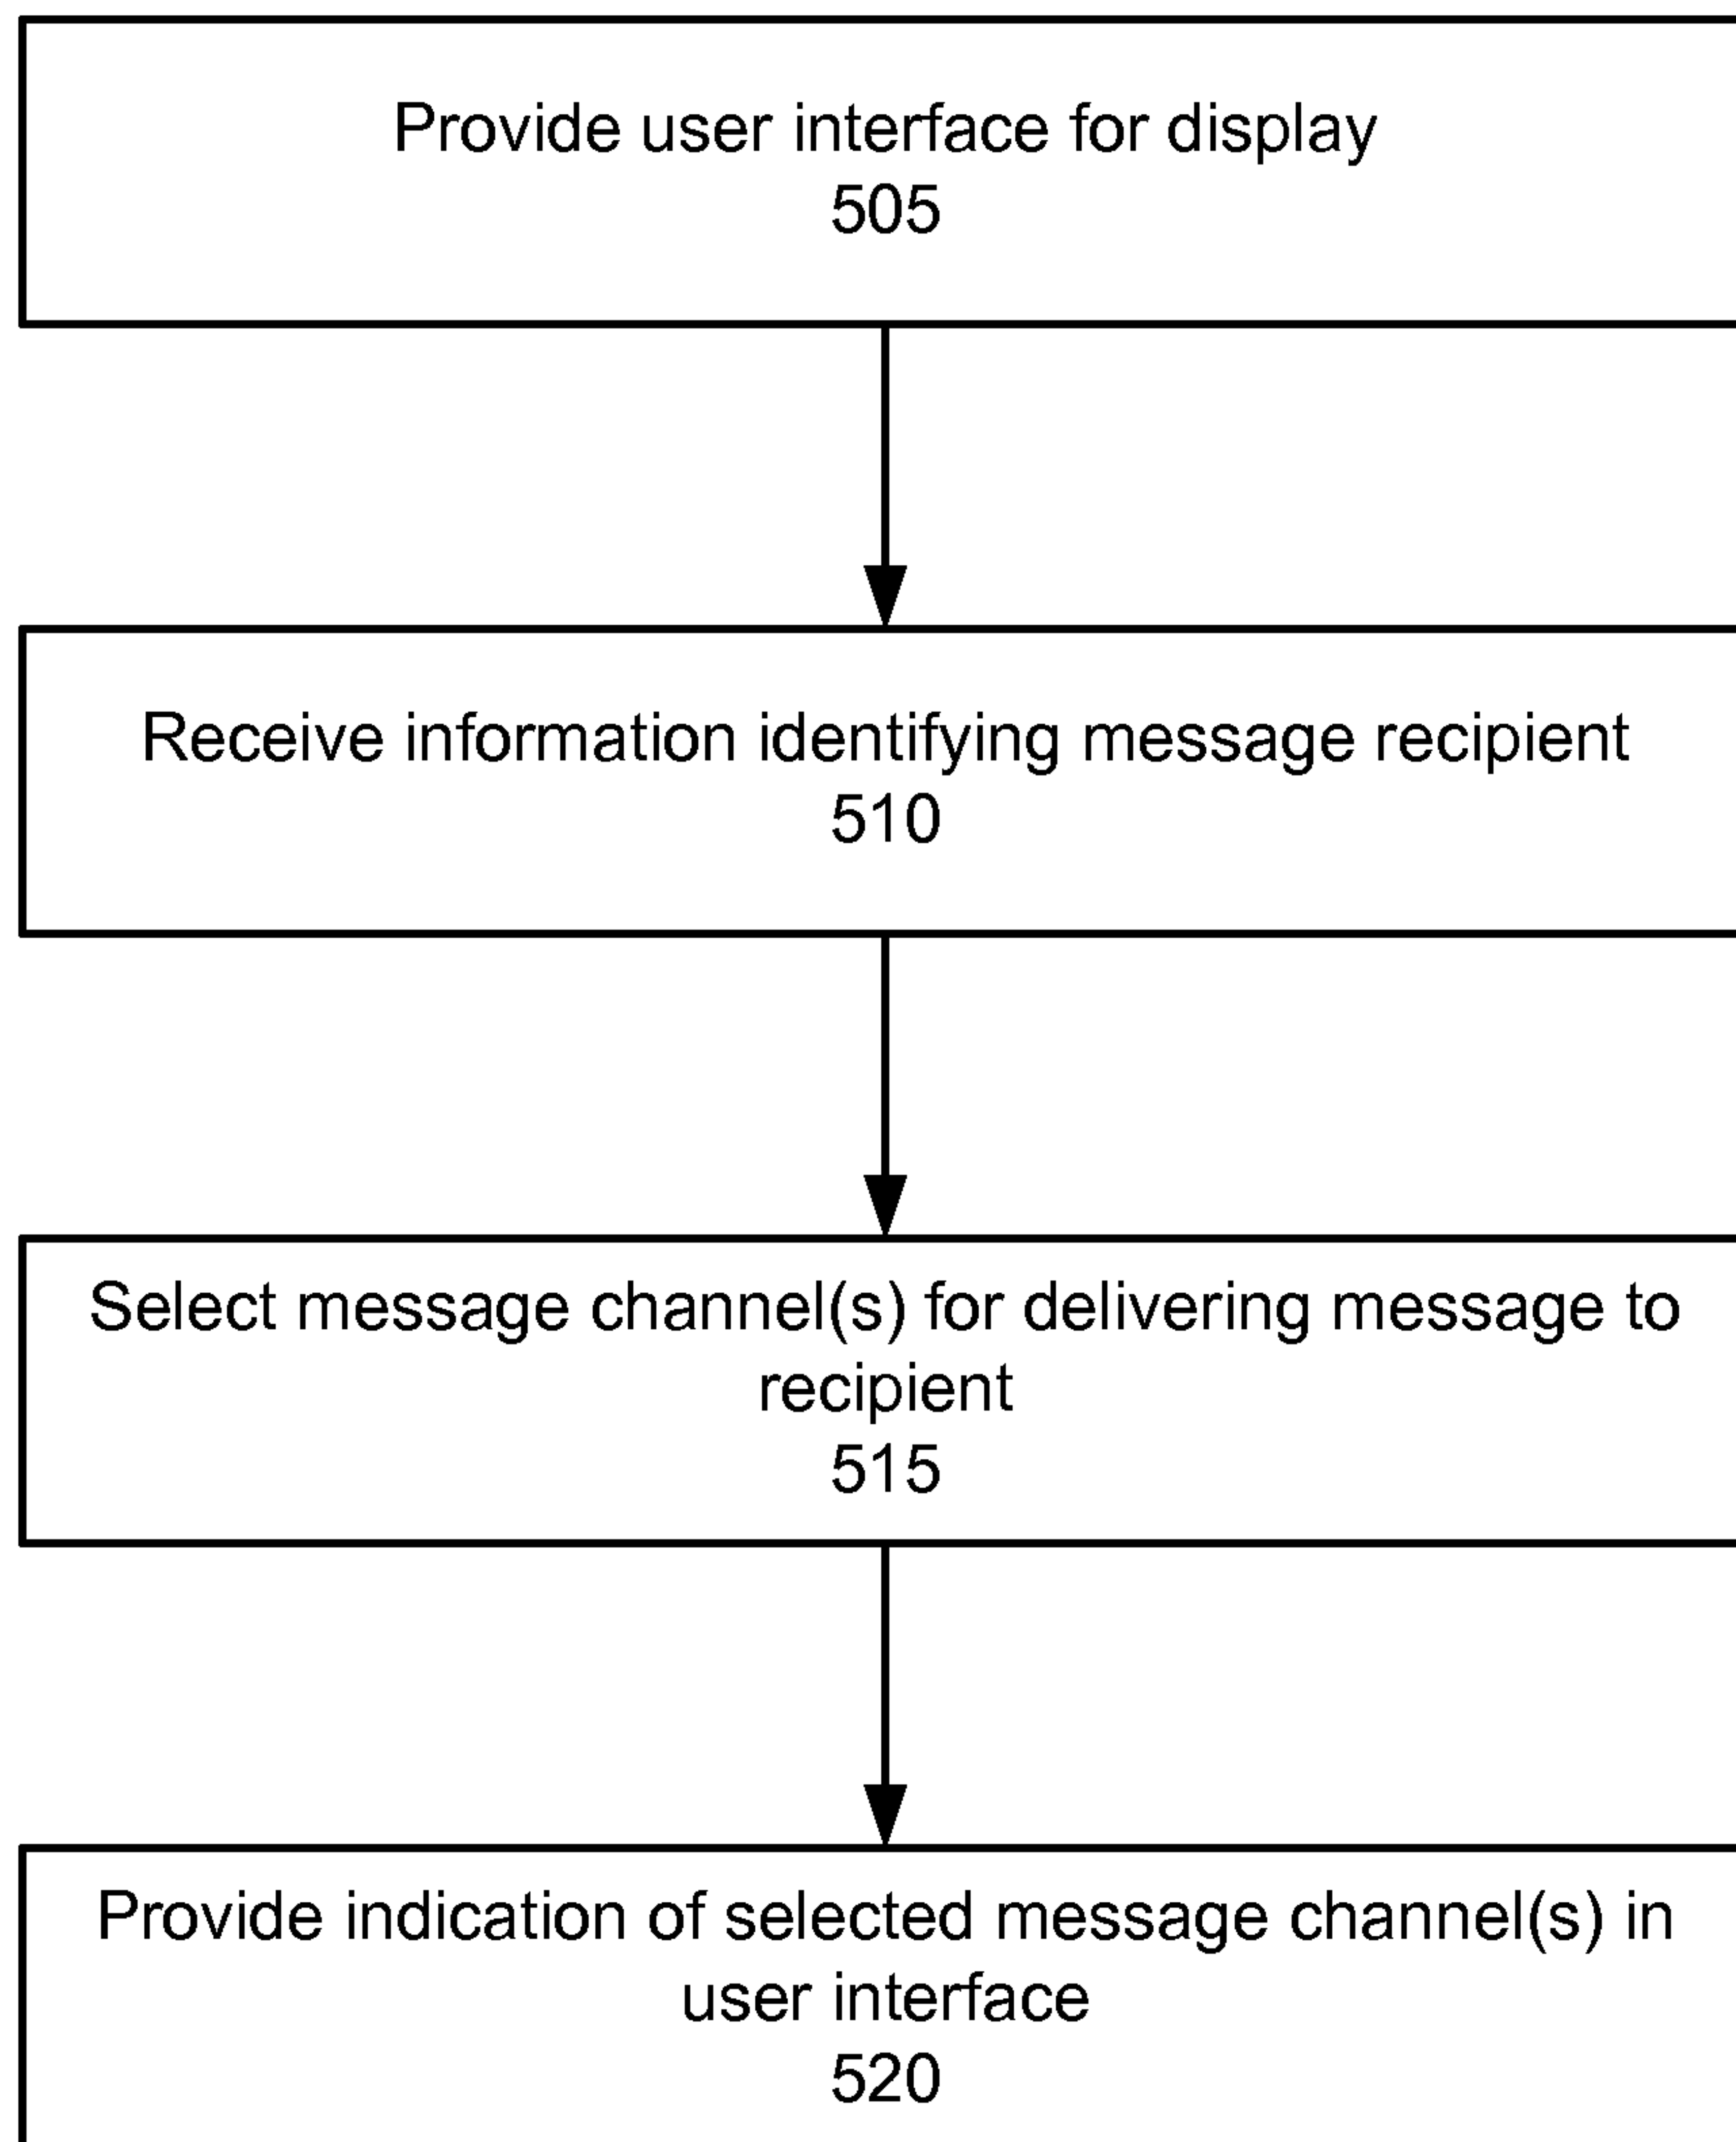 Provide user interface for display
505
Receive information identifying message recipient
510
Select message channel(s) for delivering message to
recipient
515
Provide indication of selected message channel(s) in
user interface
520